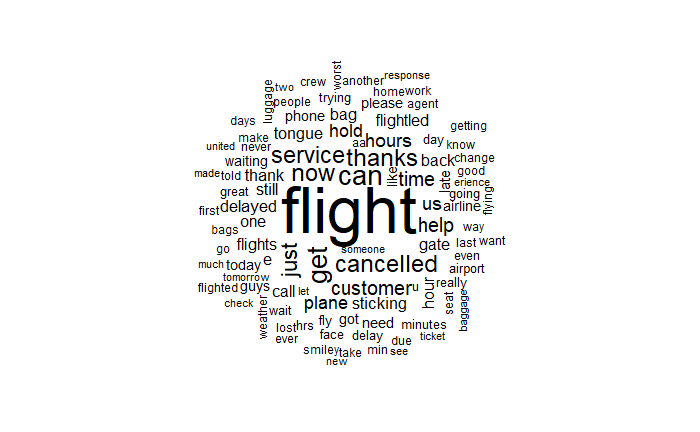 worst
response
two
crew
another
luggage
people
trying
home
work
please
agent
days
phone
bag
flightled
getting
make
tongue
hold
aa
hours
day
know
united
never
service
thanks
back
change
waiting
made
told
thank
now
can
like
time
late
good
erience
great
still
going
flying
first
delayed
flight
us
airline
bags
one
help
way
go
flights
just
get
someone
gate
last
want
much
today
e
cancelled
even
airport
tomorrow
flighted
guys
call
let
customer
u
hour
really
check
weather
wait
plane
sticking
seat
baggage
lost
hrs
fly
got
need
minutes
ever
face
delay
due
ticket
smiley
take
min
see
new